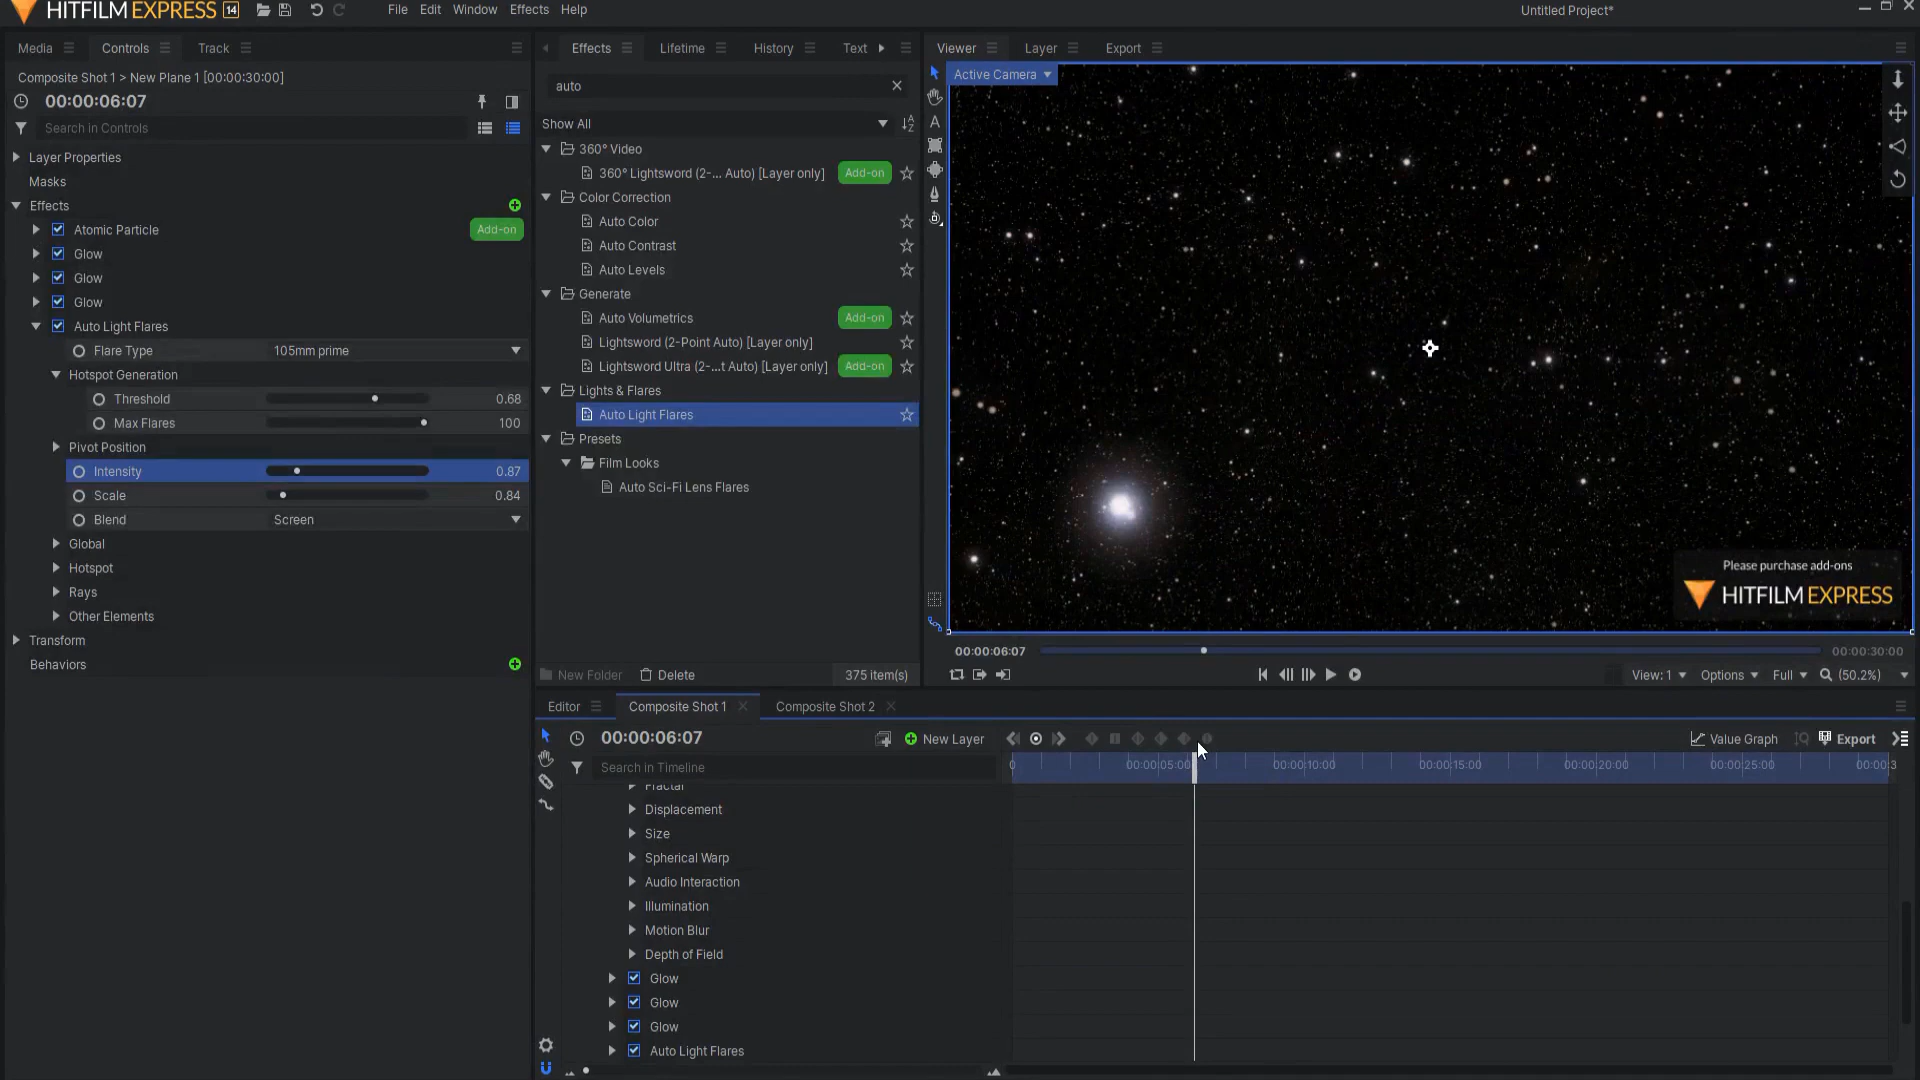 HITFILM EXPRESS 14
File Edit Window Effects Help
Untitled Project*
Media
Controls
Track
Composite Shot 1 > New Plane 1 [00:00:30:00]
00:00:06:07
Search in Controls
Layer Properties
Masks
Effects
Atomic Particle Add-on
Glow
Glow
Glow
Auto Light Flares
Flare Type 105mm prime
Hotspot Generation
Threshold 0.68
Max Flares 100
Pivot Position
Intensity 0.87
Scale 0.84
Blend Screen
Global
Hotspot
Rays
Other Elements
Transform
Behaviors
Effects
Lifetime
History
Text
auto
Show All
360° Video
360° Lightsword (2-... Auto) [Layer only] Add-on
Color Correction
Auto Color
Auto Contrast
Auto Levels
Generate
Auto Volumetrics Add-on
Lightsword (2-Point Auto) [Layer only]
Lightsword Ultra (2-...t Auto) [Layer only] Add-on
Lights & Flares
Auto Light Flares
Presets
Film Looks
Auto Sci-Fi Lens Flares
New Folder Delete 375 item(s)
Viewer
Layer
Export
Active Camera
Please purchase add-ons
HITFILM EXPRESS
00:00:06:07 00:00:30:00
View: 1 Options Full (50.2%)
Editor
Composite Shot 1
Composite Shot 2
00:00:06:07 New Layer Value Graph Export
Search in Timeline
0 00:00:05:00 00:00:10:00 00:00:15:00 00:00:20:00 00:00:25:00 00:00:3
Fractal
Displacement
Size
Spherical Warp
Audio Interaction
Illumination
Motion Blur
Depth of Field
Glow
Glow
Glow
Auto Light Flares